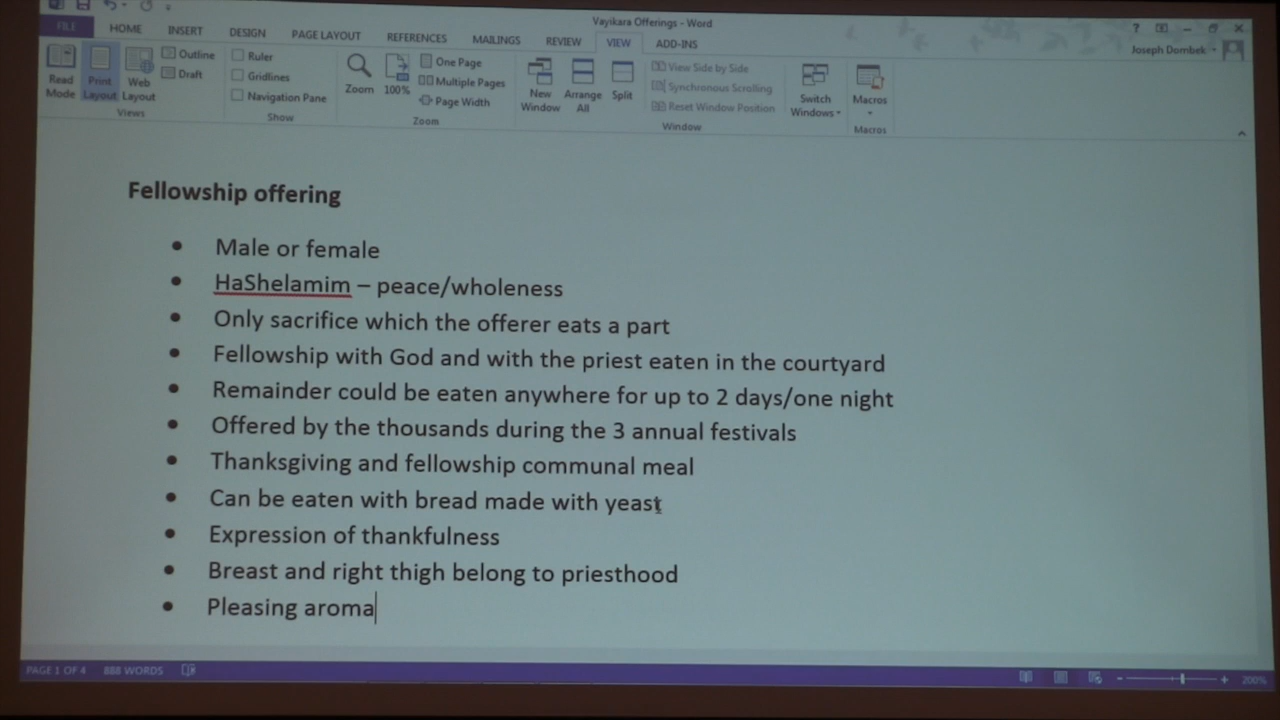 Vayikara Offerings - Word
Joseph Dombek
FILE HOME INSERT DESIGN PAGE LAYOUT REFERENCES MAILINGS REVIEW VIEW ADD-INS
Read Mode
Print Layout
Web Layout
Outline
Draft
Views
Ruler
Gridlines
Navigation Pane
Show
Zoom
100%
One Page
Multiple Pages
Page Width
Zoom
New Window
Arrange All
Split
View Side by Side
Synchronous Scrolling
Reset Window Position
Window
Switch Windows
Macros
Macros
Fellowship offering
• Male or female
• HaShelamim – peace/wholeness
• Only sacrifice which the offerer eats a part
• Fellowship with God and with the priest eaten in the courtyard
• Remainder could be eaten anywhere for up to 2 days/one night
• Offered by the thousands during the 3 annual festivals
• Thanksgiving and fellowship communal meal
• Can be eaten with bread made with yeast
• Expression of thankfulness
• Breast and right thigh belong to priesthood
• Pleasing aroma
PAGE 1 OF 4 888 WORDS
200%